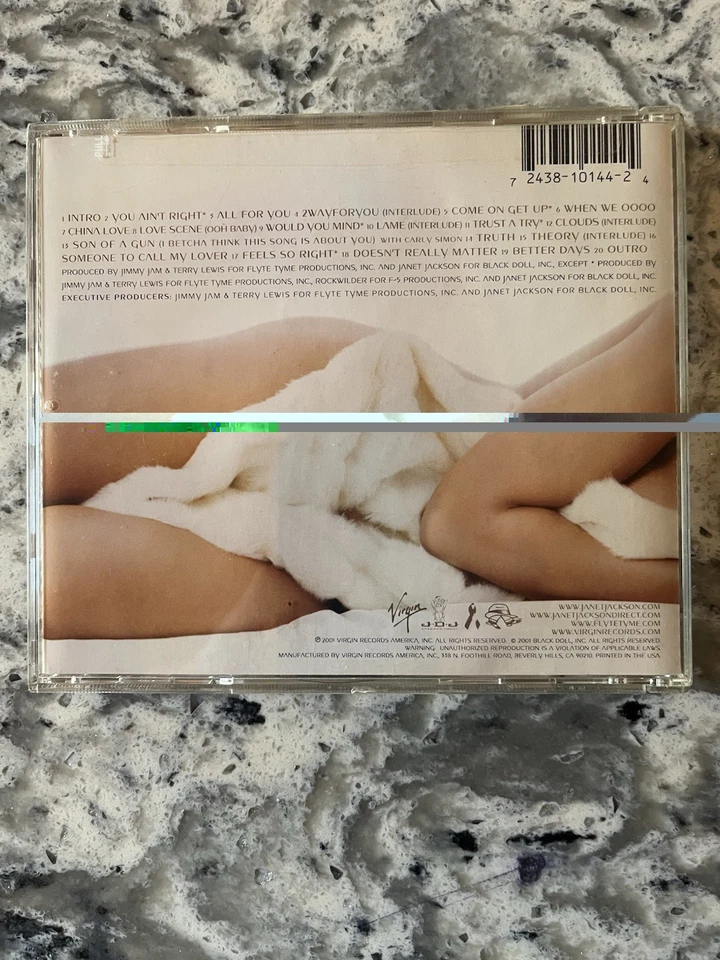 7 2438-10144-2 4
1 INTRO 2 YOU AIN'T RIGHT* 3 ALL FOR YOU 4 2WAYFORYOU (INTERLUDE) 5 COME ON GET UP* 6 WHEN WE OOOO
7 CHINA LOVE 8 LOVE SCENE (OOH BABY) 9 WOULD YOU MIND* 10 LAME (INTERLUDE) 11 TRUST A TRY* 12 CLOUDS (INTERLUDE)
13 SON OF A GUN (I BETCHA THINK THIS SONG IS ABOUT YOU) WITH CARLY SIMON 14 TRUTH 15 THEORY (INTERLUDE) 16
SOMEONE TO CALL MY LOVER 17 FEELS SO RIGHT* 18 DOESN'T REALLY MATTER 19 BETTER DAYS 20 OUTRO
PRODUCED BY JIMMY JAM & TERRY LEWIS FOR FLYTE TYME PRODUCTIONS, INC. AND JANET JACKSON FOR BLACK DOLL, INC., EXCEPT * PRODUCED BY
JIMMY JAM & TERRY LEWIS FOR FLYTE TYME PRODUCTIONS, INC., ROCKWILDER FOR F-5 PRODUCTIONS, INC. AND JANET JACKSON FOR BLACK DOLL, INC.
EXECUTIVE PRODUCERS: JIMMY JAM & TERRY LEWIS FOR FLYTE TYME PRODUCTIONS, INC. AND JANET JACKSON FOR BLACK DOLL, INC.
Virgin
J·D·J
WWW.JANETJACKSON.COM
WWW.JANETJACKSONDIRECT.COM
WWW.FLYTETYME.COM
WWW.VIRGINRECORDS.COM
℗ 2001 VIRGIN RECORDS AMERICA, INC. ALL RIGHTS RESERVED. © 2001 BLACK DOLL, INC. ALL RIGHTS RESERVED.
WARNING: UNAUTHORIZED REPRODUCTION IS A VIOLATION OF APPLICABLE LAWS.
MANUFACTURED BY VIRGIN RECORDS AMERICA, INC., 338 N. FOOTHILL ROAD, BEVERLY HILLS, CA 90210. PRINTED IN THE USA